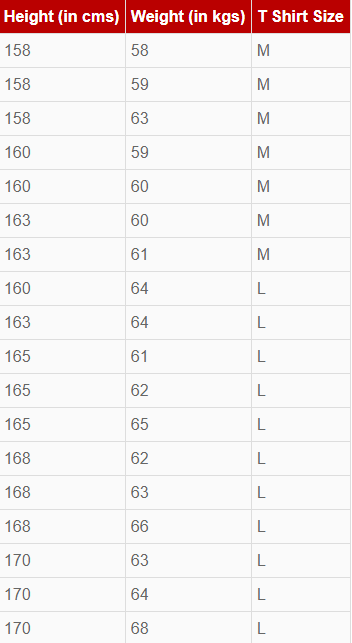 Height (in cms) Weight (in kgs) T Shirt Size
158 58 M
158 59 M
158 63 M
160 59 M
160 60 M
163 60 M
163 61 M
160 64 L
163 64 L
165 61 L
165 62 L
165 65 L
168 62 L
168 63 L
168 66 L
170 63 L
170 64 L
170 68 L